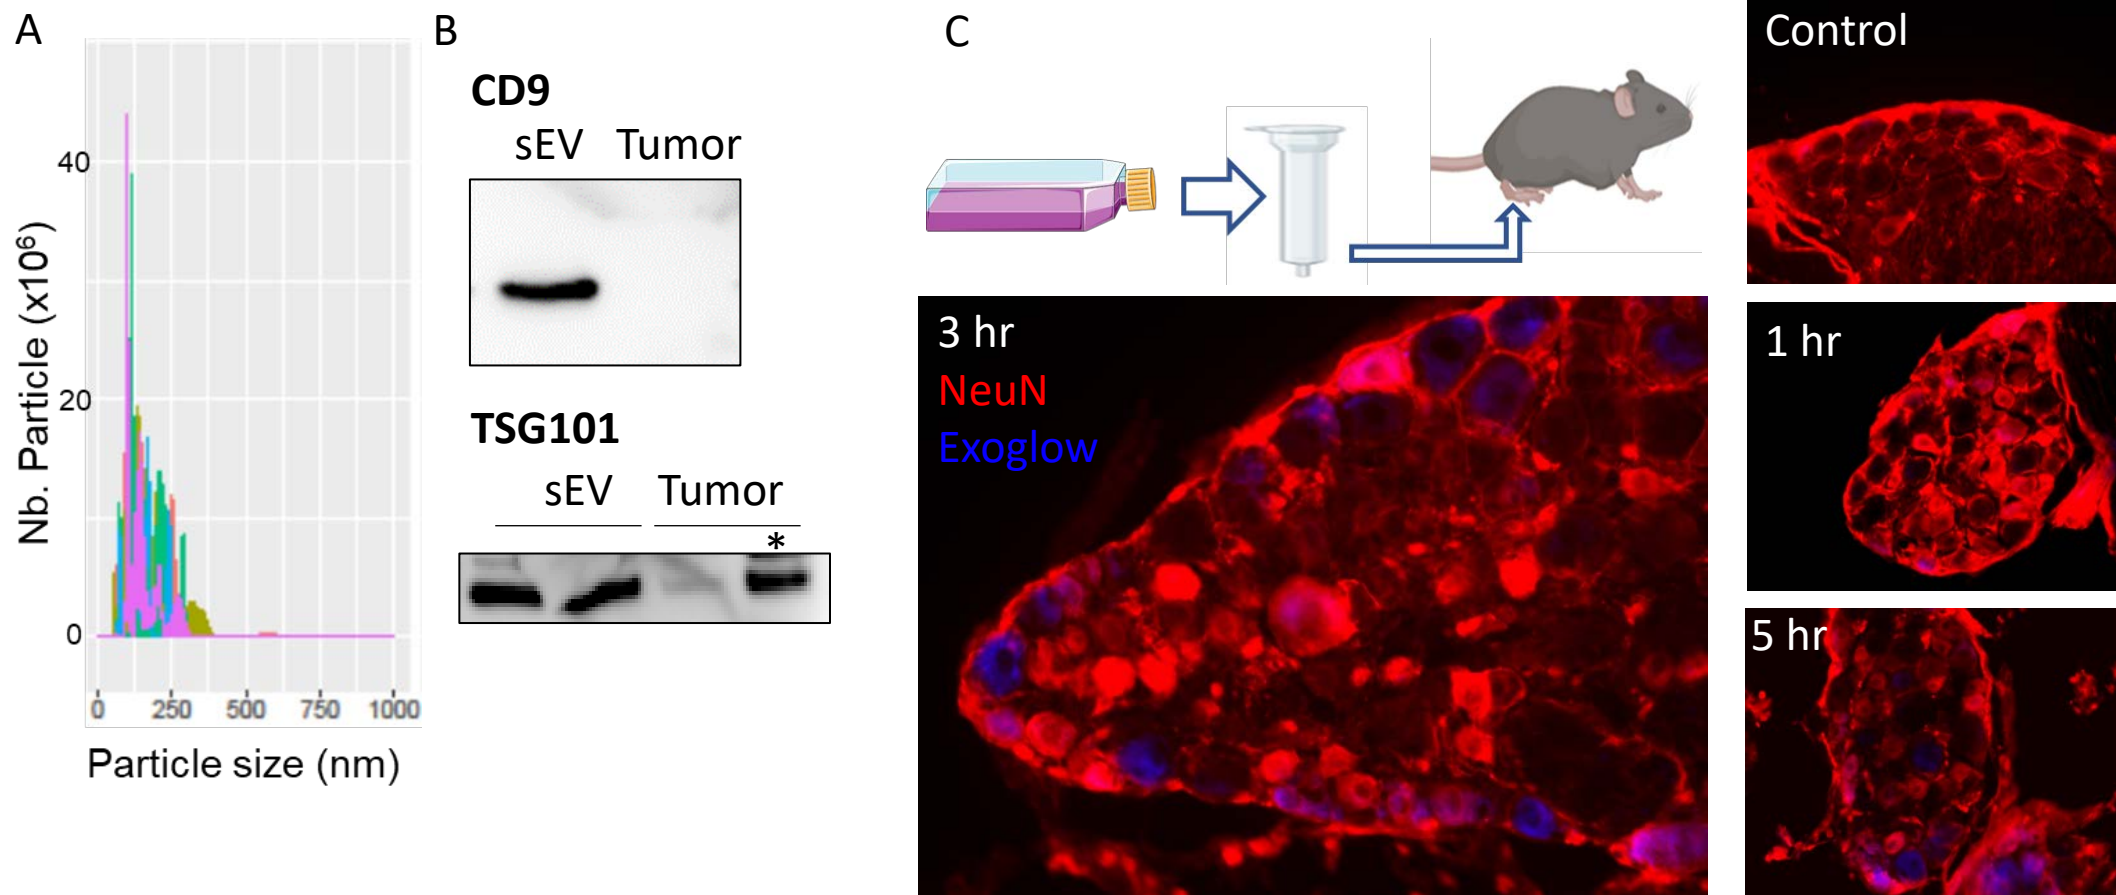 A
Nb. Particle (x10⁶)
40
20
0
0 250 500 750 1000
Particle size (nm)
B
CD9
sEV Tumor
TSG101
sEV Tumor
*
C
3 hr
NeuN
Exoglow
Control
1 hr
5 hr